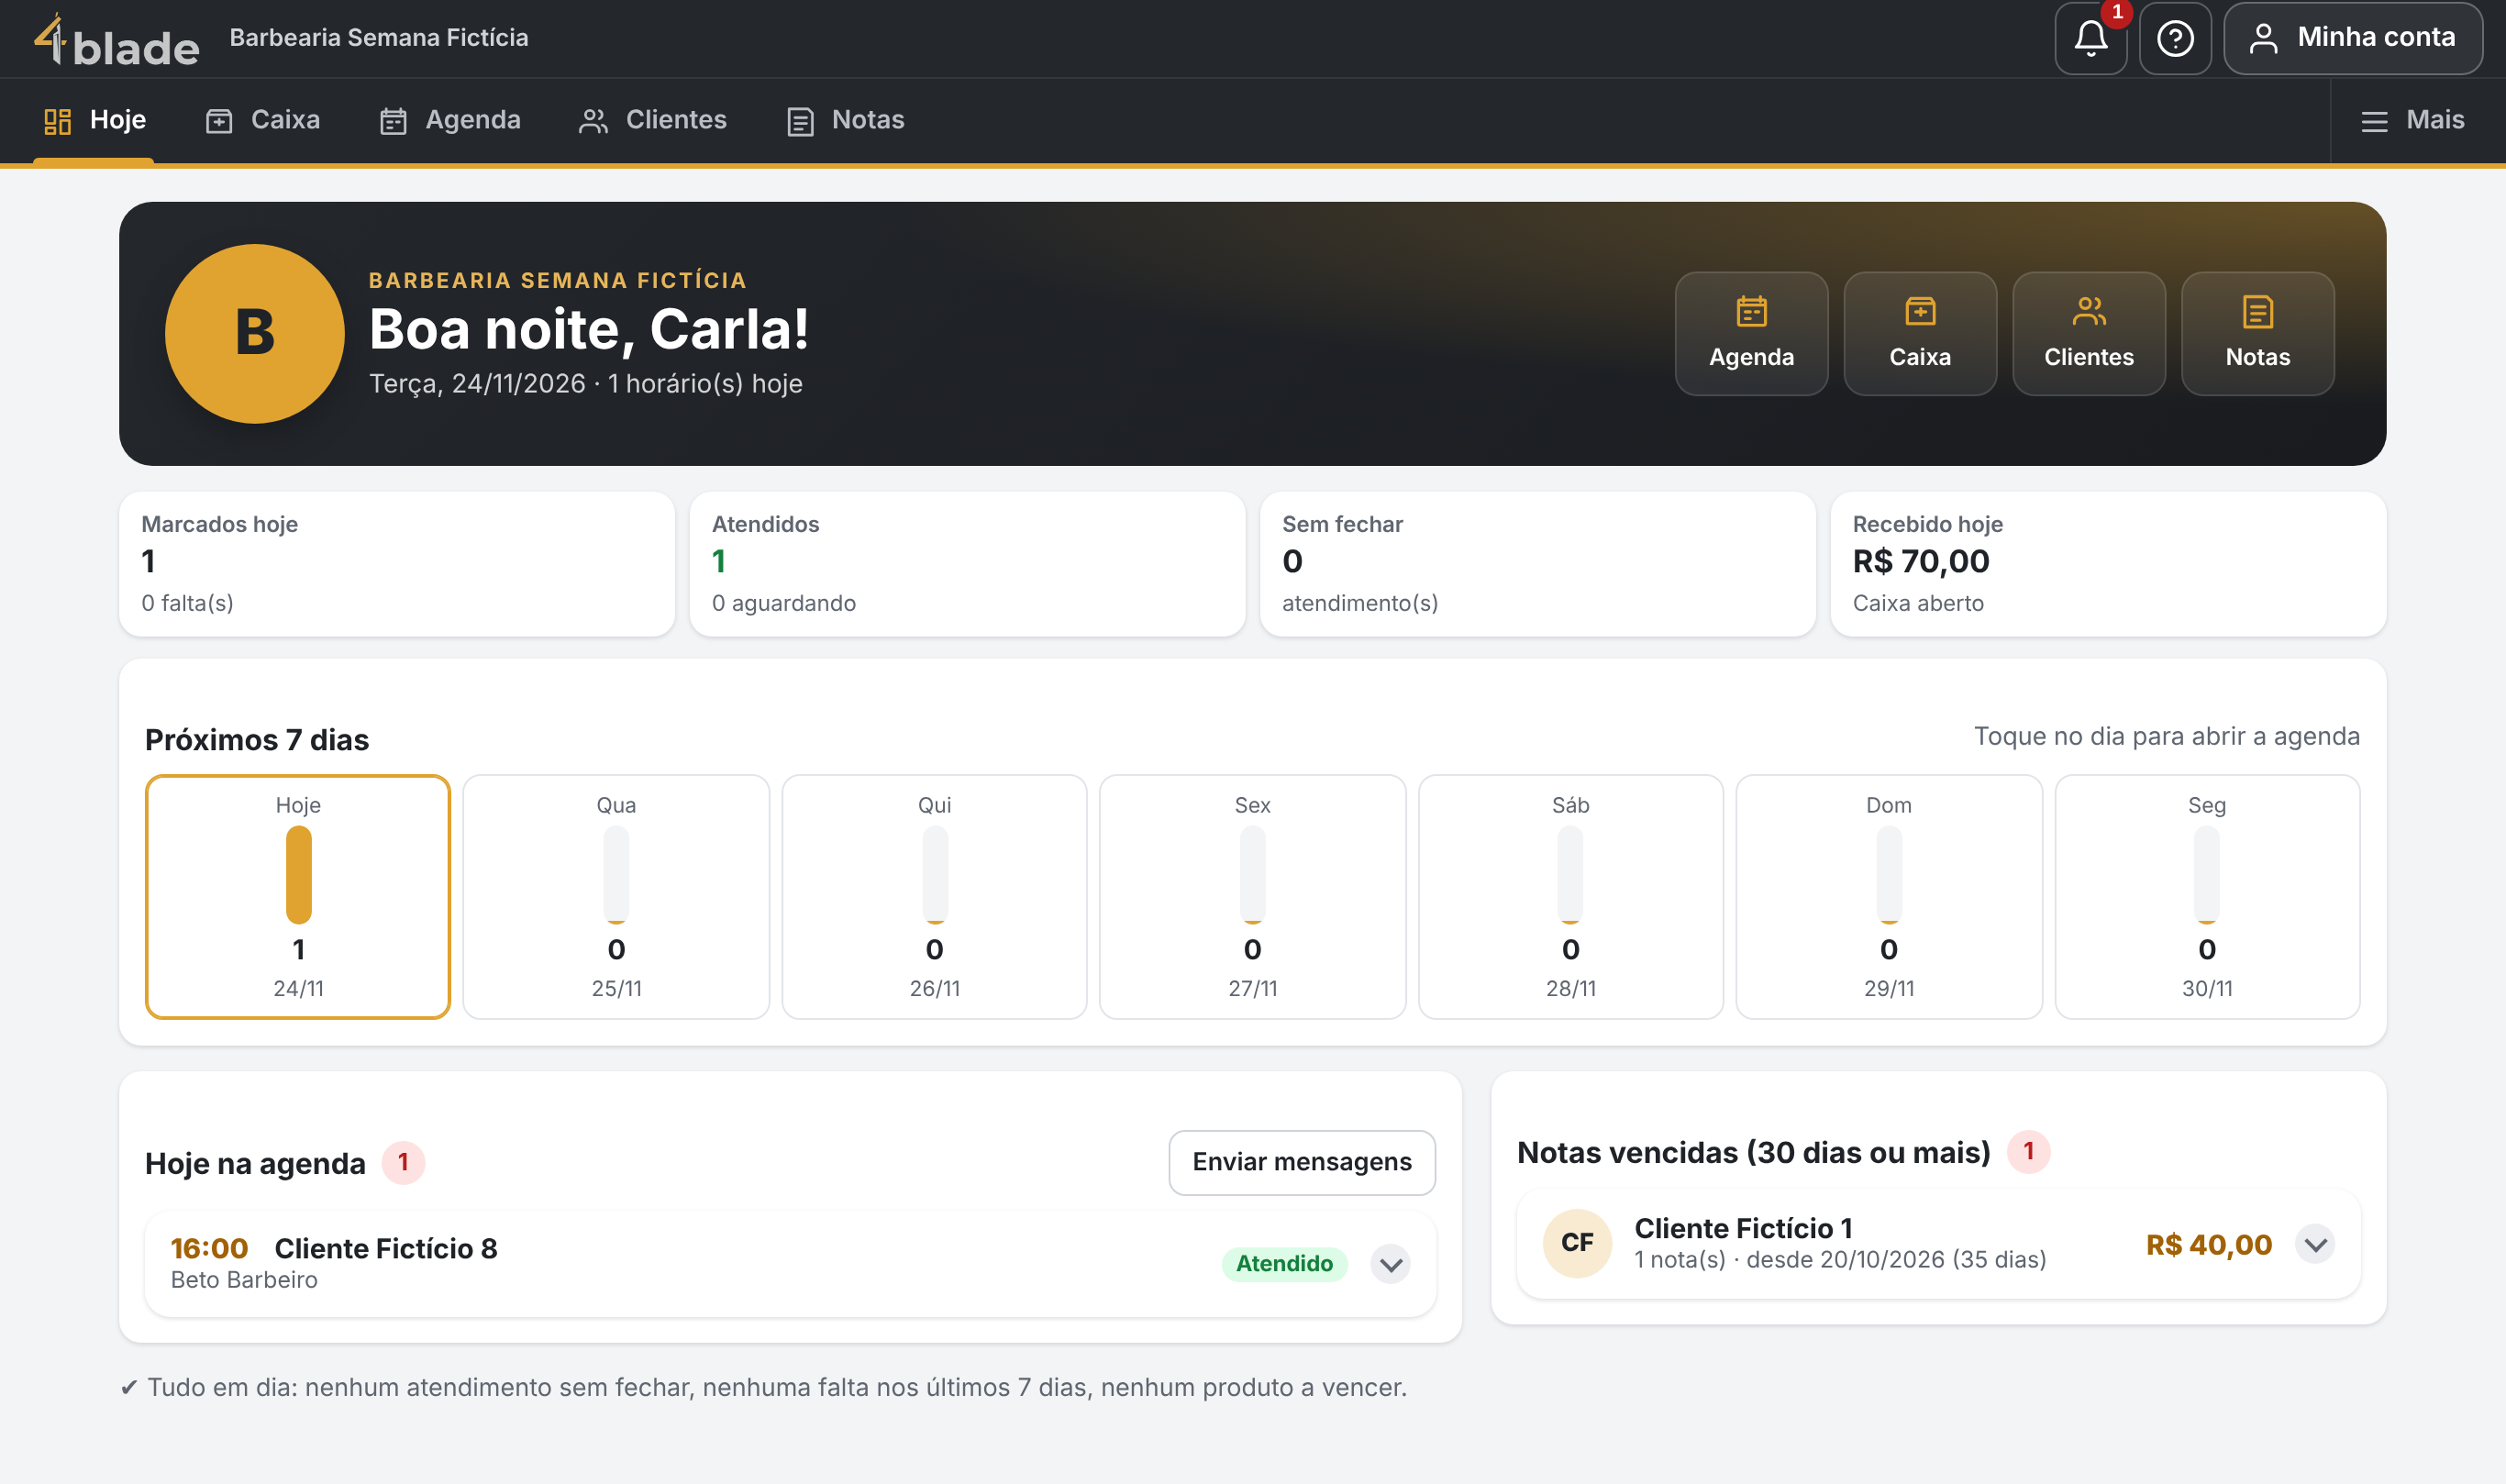 4blade
Barbearia Semana Fictícia
1
Minha conta
Hoje
Caixa
Agenda
Clientes
Notas
Mais
B
BARBEARIA SEMANA FICTÍCIA
Boa noite, Carla!
Terça, 24/11/2026 · 1 horário(s) hoje
Agenda
Caixa
Clientes
Notas
Marcados hoje
1
0 falta(s)
Atendidos
1
0 aguardando
Sem fechar
0
atendimento(s)
Recebido hoje
R$ 70,00
Caixa aberto
Próximos 7 dias
Toque no dia para abrir a agenda
Hoje
1
24/11
Qua
0
25/11
Qui
0
26/11
Sex
0
27/11
Sáb
0
28/11
Dom
0
29/11
Seg
0
30/11
Hoje na agenda 1
Enviar mensagens
16:00 Cliente Fictício 8
Beto Barbeiro
Atendido
Notas vencidas (30 dias ou mais) 1
CF
Cliente Fictício 1
1 nota(s) · desde 20/10/2026 (35 dias)
R$ 40,00
✔ Tudo em dia: nenhum atendimento sem fechar, nenhuma falta nos últimos 7 dias, nenhum produto a vencer.